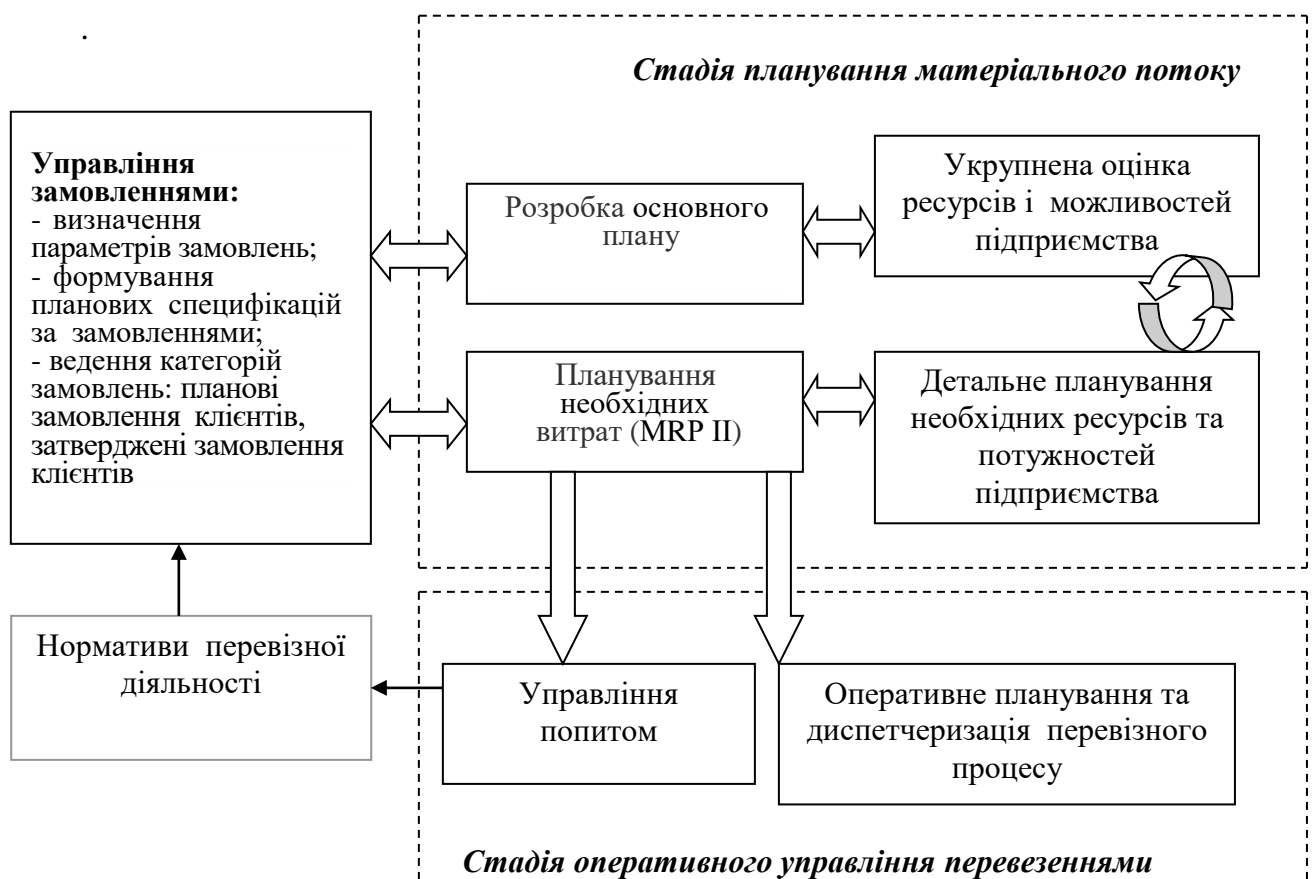 .
Стадія планування матеріального потоку
Управління
замовленнями:
- визначення
параметрів замовлень;
- формування
планових специфікацій
за замовленнями;
- ведення категорій
замовлень: планові
замовлення клієнтів,
затверджені замовлення
клієнтів
Розробка основного
плану
Укрупнена оцінка
ресурсів і можливостей
підприємства
Планування
необхідних
витрат (MRP II)
Детальне планування
необхідних ресурсів та
потужностей
підприємства
Нормативи перевізної
діяльності
Управління
попитом
Оперативне планування та
диспетчеризація перевізного
процесу
Стадія оперативного управління перевезеннями